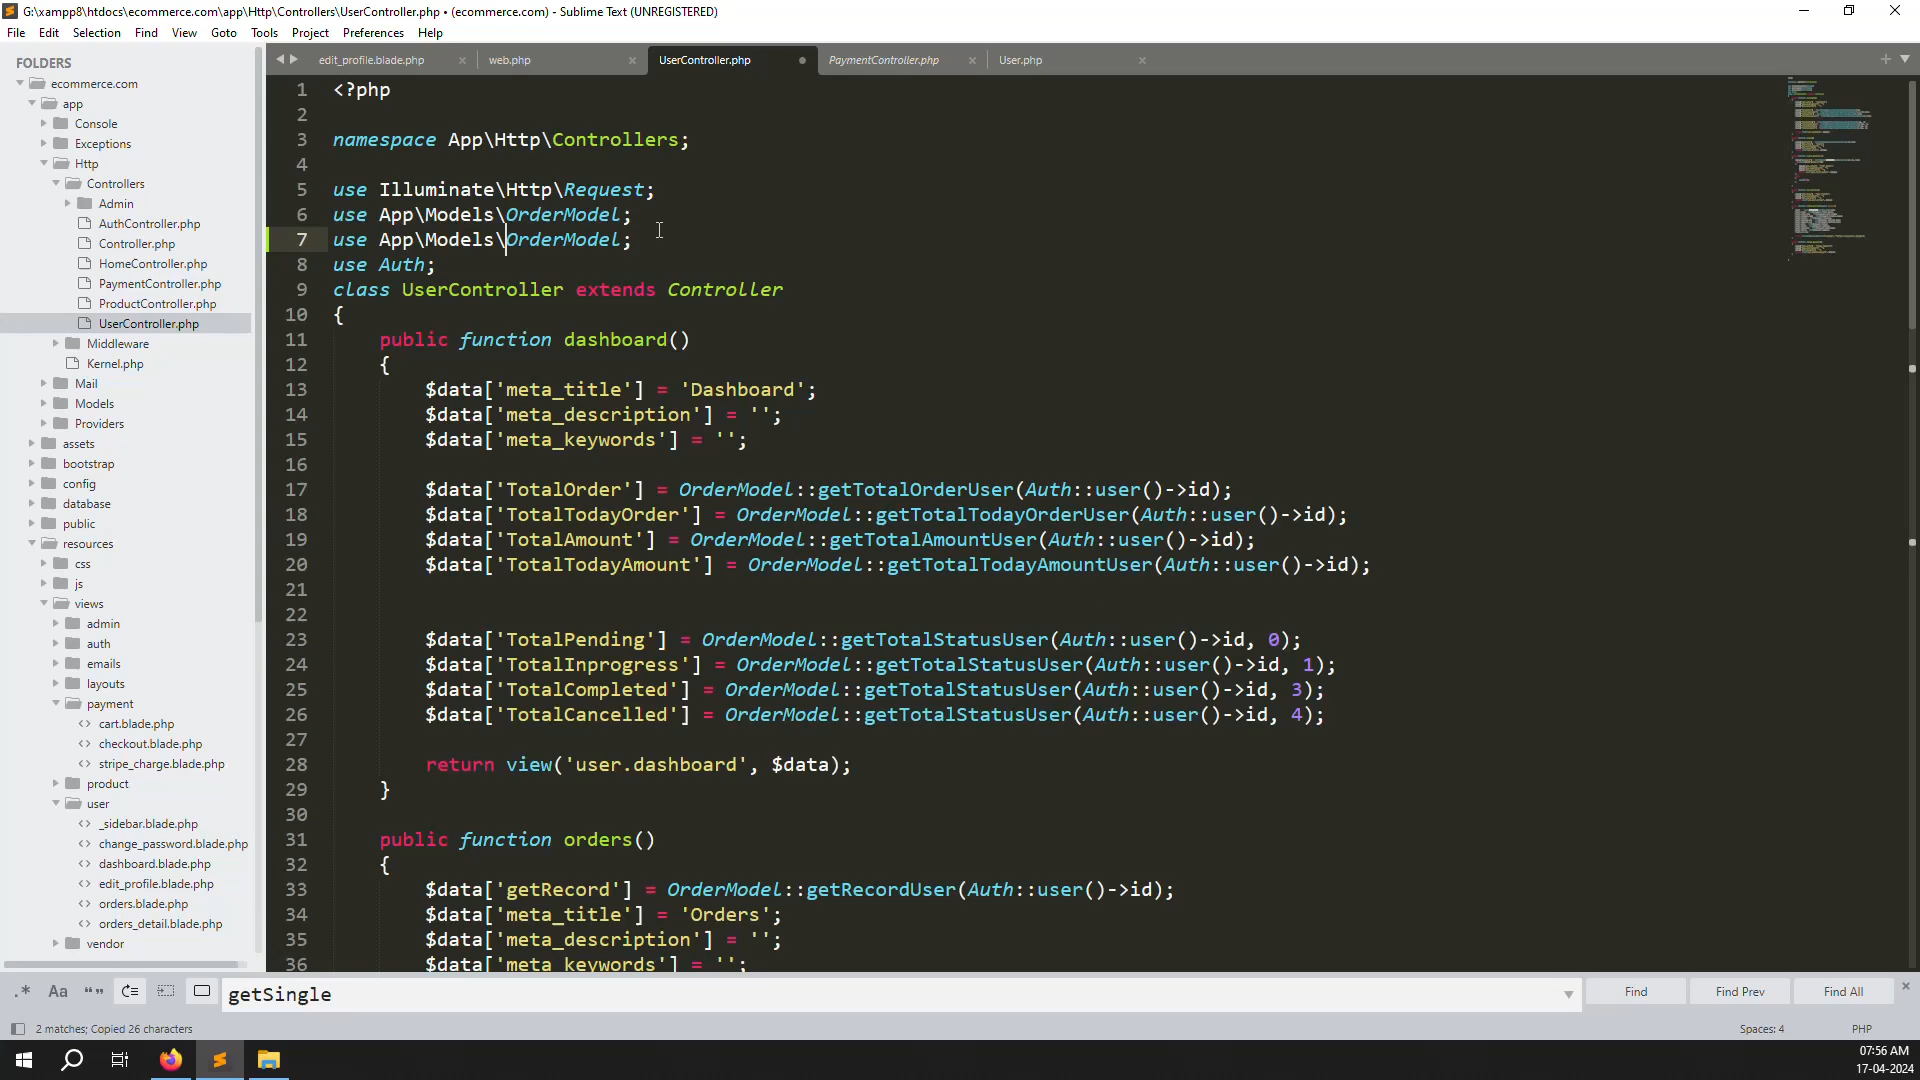 G:\xampp8\htdocs\ecommerce.com\app\Http\Controllers\UserController.php • (ecommerce.com) - Sublime Text (UNREGISTERED)
File Edit Selection Find View Goto Tools Project Preferences Help
FOLDERS
ecommerce.com
app
Console
Exceptions
Http
Controllers
Admin
AuthController.php
Controller.php
HomeController.php
PaymentController.php
ProductController.php
UserController.php
Middleware
Kernel.php
Mail
Models
Providers
assets
bootstrap
config
database
public
resources
css
js
views
admin
auth
emails
layouts
payment
cart.blade.php
checkout.blade.php
stripe_charge.blade.php
product
user
_sidebar.blade.php
change_password.blade.php
dashboard.blade.php
edit_profile.blade.php
orders.blade.php
orders_detail.blade.php
vendor
edit_profile.blade.php web.php UserController.php PaymentController.php User.php
1 <?php
2
3 namespace App\Http\Controllers;
4
5 use Illuminate\Http\Request;
6 use App\Models\OrderModel;
7 use App\Models\OrderModel;
8 use Auth;
9 class UserController extends Controller
10 {
11 public function dashboard()
12 {
13 $data['meta_title'] = 'Dashboard';
14 $data['meta_description'] = '';
15 $data['meta_keywords'] = '';
16
17 $data['TotalOrder'] = OrderModel::getTotalOrderUser(Auth::user()->id);
18 $data['TotalTodayOrder'] = OrderModel::getTotalTodayOrderUser(Auth::user()->id);
19 $data['TotalAmount'] = OrderModel::getTotalAmountUser(Auth::user()->id);
20 $data['TotalTodayAmount'] = OrderModel::getTotalTodayAmountUser(Auth::user()->id);
21
22
23 $data['TotalPending'] = OrderModel::getTotalStatusUser(Auth::user()->id, 0);
24 $data['TotalInprogress'] = OrderModel::getTotalStatusUser(Auth::user()->id, 1);
25 $data['TotalCompleted'] = OrderModel::getTotalStatusUser(Auth::user()->id, 3);
26 $data['TotalCancelled'] = OrderModel::getTotalStatusUser(Auth::user()->id, 4);
27
28 return view('user.dashboard', $data);
29 }
30
31 public function orders()
32 {
33 $data['getRecord'] = OrderModel::getRecordUser(Auth::user()->id);
34 $data['meta_title'] = 'Orders';
35 $data['meta_description'] = '';
36 $data['meta_keywords'] = '';
.* Aa “” getSingle Find Find Prev Find All
2 matches; Copied 26 characters Spaces: 4 PHP
07:56 AM
17-04-2024